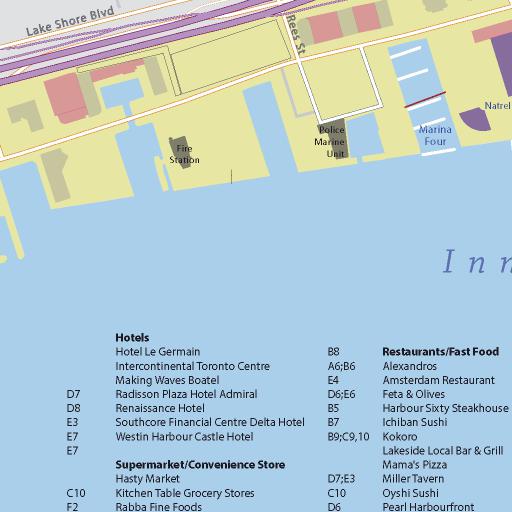 Lake Shore Blvd
Rees St
Fire
Station
Police
Marine
Unit
Marina
Four
Natrel
Inn
Hotels
Hotel Le Germain
Intercontinental Toronto Centre
Making Waves Boatel
D7 Radisson Plaza Hotel Admiral
D8 Renaissance Hotel
E3 Southcore Financial Centre Delta Hotel
E7 Westin Harbour Castle Hotel
E7
Supermarket/Convenience Store
Hasty Market
C10 Kitchen Table Grocery Stores
F2 Rabba Fine Foods
B8 Restaurants/Fast Food
A6;B6 Alexandros
E4 Amsterdam Restaurant
D6;E6 Feta & Olives
B5 Harbour Sixty Steakhouse
B7 Ichiban Sushi
B9;C9,10 Kokoro
Lakeside Local Bar & Grill
Mama's Pizza
D7;E3 Miller Tavern
C10 Oyshi Sushi
D6 Pearl Harbourfront